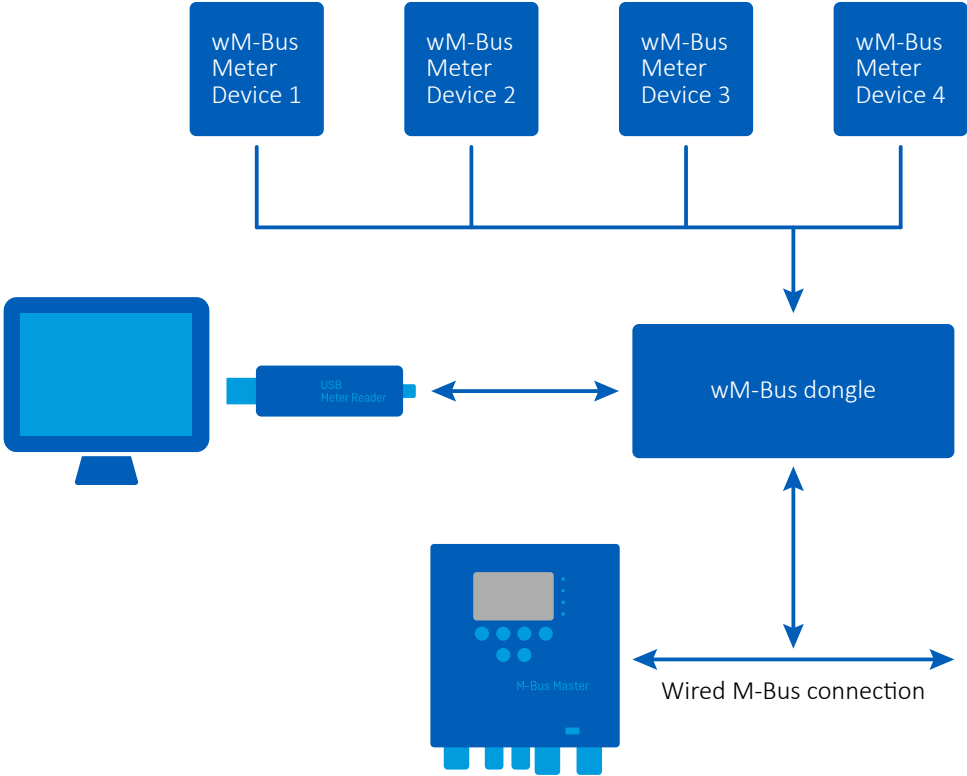 wM-Bus
Meter
Device 1
wM-Bus
Meter
Device 2
wM-Bus
Meter
Device 3
wM-Bus
Meter
Device 4
USB
Meter Reader
wM-Bus dongle
M-Bus Master
Wired M-Bus connection